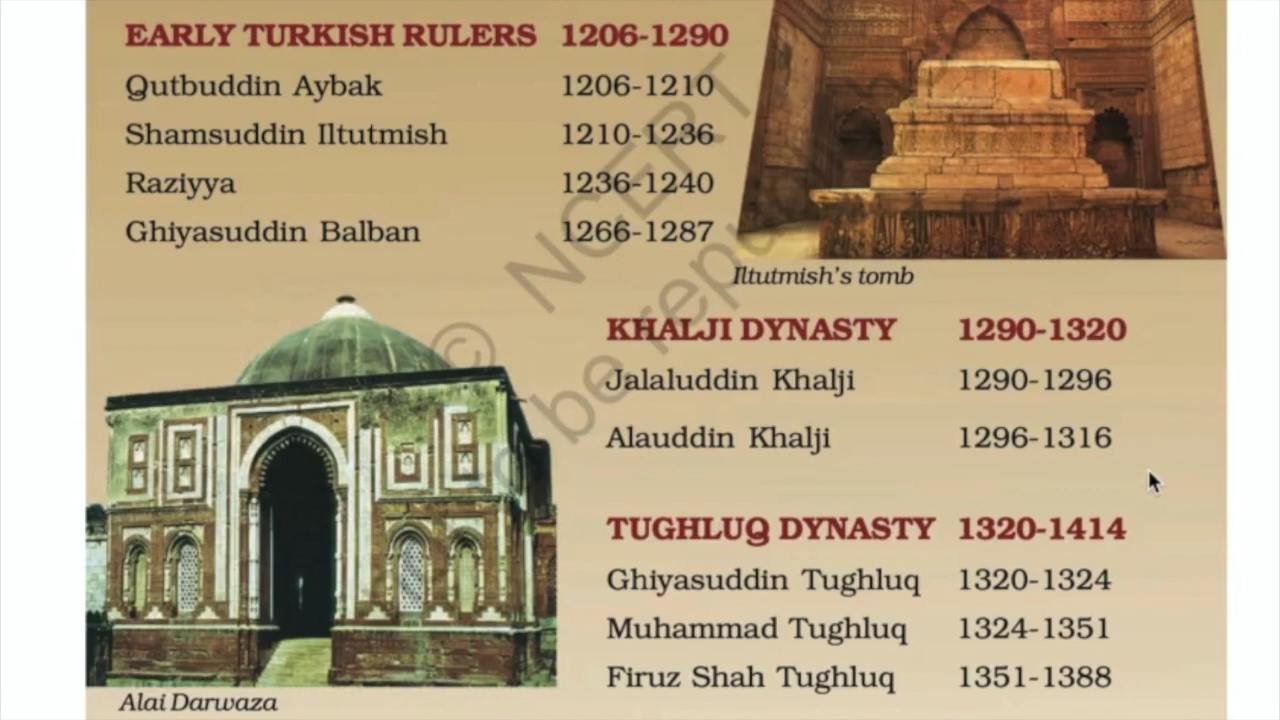 EARLY TURKISH RULERS 1206-1290
Qutbuddin Aybak 1206-1210
Shamsuddin Iltutmish 1210-1236
Raziyya 1236-1240
Ghiyasuddin Balban 1266-1287
Iltutmish's tomb
KHALJI DYNASTY 1290-1320
Jalaluddin Khalji 1290-1296
Alauddin Khalji 1296-1316
TUGHLUQ DYNASTY 1320-1414
Ghiyasuddin Tughluq 1320-1324
Muhammad Tughluq 1324-1351
Firuz Shah Tughluq 1351-1388
Alai Darwaza
© NCERT
be